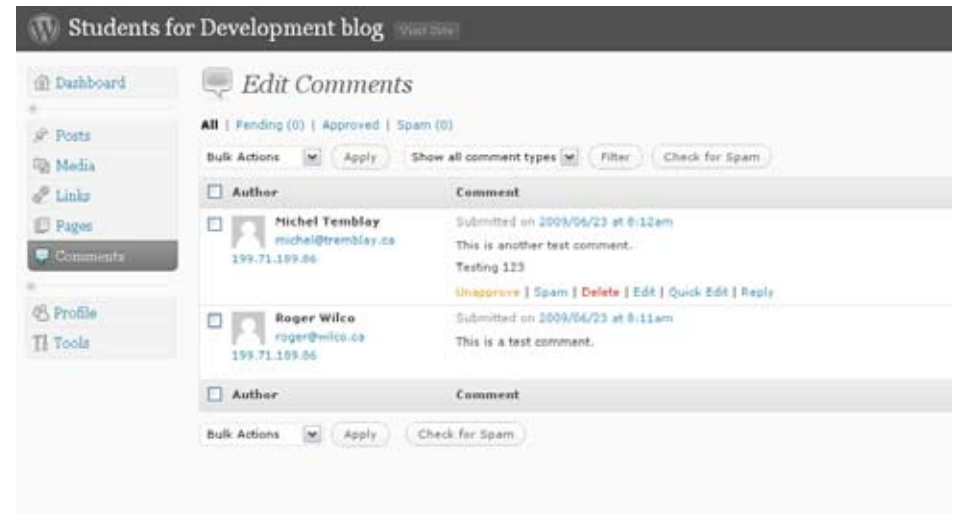 Students for Development blog Visit Site
Dashboard
Posts
Media
Links
Pages
Comments
Profile
Tools
Edit Comments
All | Pending (0) | Approved | Spam (0)
Bulk Actions Apply Show all comment types Filter Check for Spam
Author Comment
Michel Temblay
michel@tremblay.ca
199.71.189.86
Submitted on 2009/06/23 at 8:12am
This is another test comment.
Testing 123
Unapprove | Spam | Delete | Edit | Quick Edit | Reply
Roger Wilco
roger@wilco.ca
199.71.189.86
Submitted on 2009/06/23 at 8:11am
This is a test comment.
Author Comment
Bulk Actions Apply Check for Spam